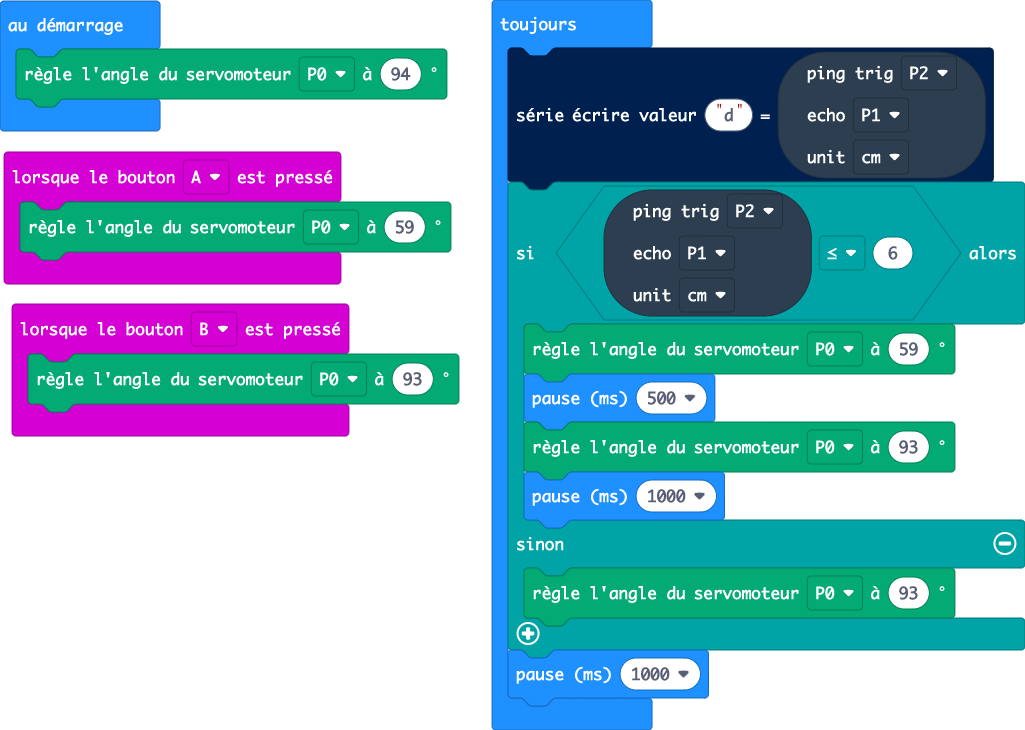 au démarrage
règle l'angle du servomoteur P0 à 94 °
lorsque le bouton A est pressé
règle l'angle du servomoteur P0 à 59 °
lorsque le bouton B est pressé
règle l'angle du servomoteur P0 à 93 °
toujours
série écrire valeur "d" =
ping trig P2
echo P1
unit cm
si
ping trig P2
echo P1
unit cm
≤ 6 alors
règle l'angle du servomoteur P0 à 59 °
pause (ms) 500
règle l'angle du servomoteur P0 à 93 °
pause (ms) 1000
sinon
règle l'angle du servomoteur P0 à 93 °
pause (ms) 1000